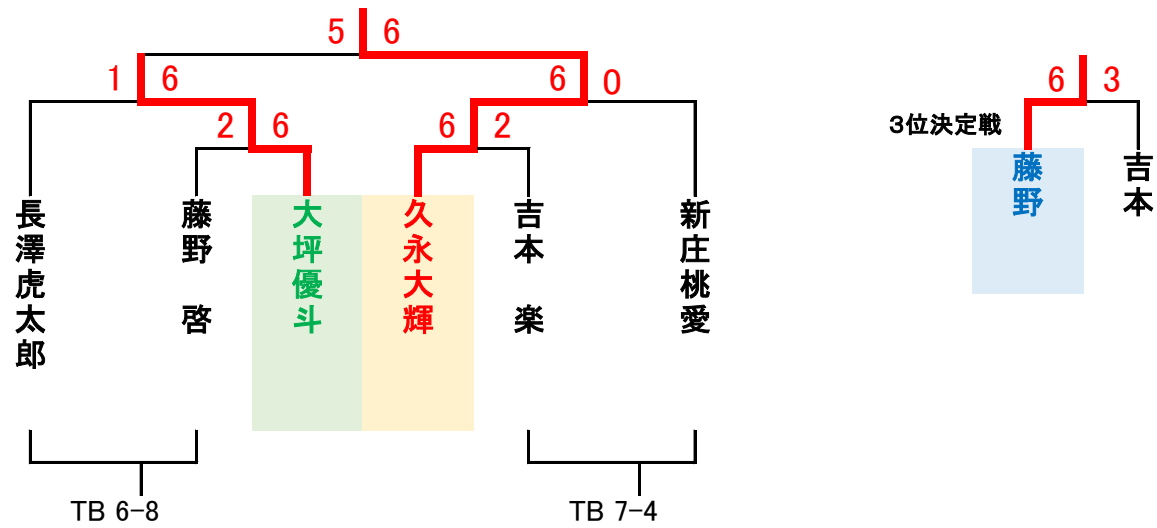 5 6
1 6
6 0
6 3
2 6
6 2
3位決定戦
長澤虎太郎
藤野 啓
大坪優斗
久永大輝
吉本 楽
新庄桃愛
藤野
吉本
TB 6-8
TB 7-4